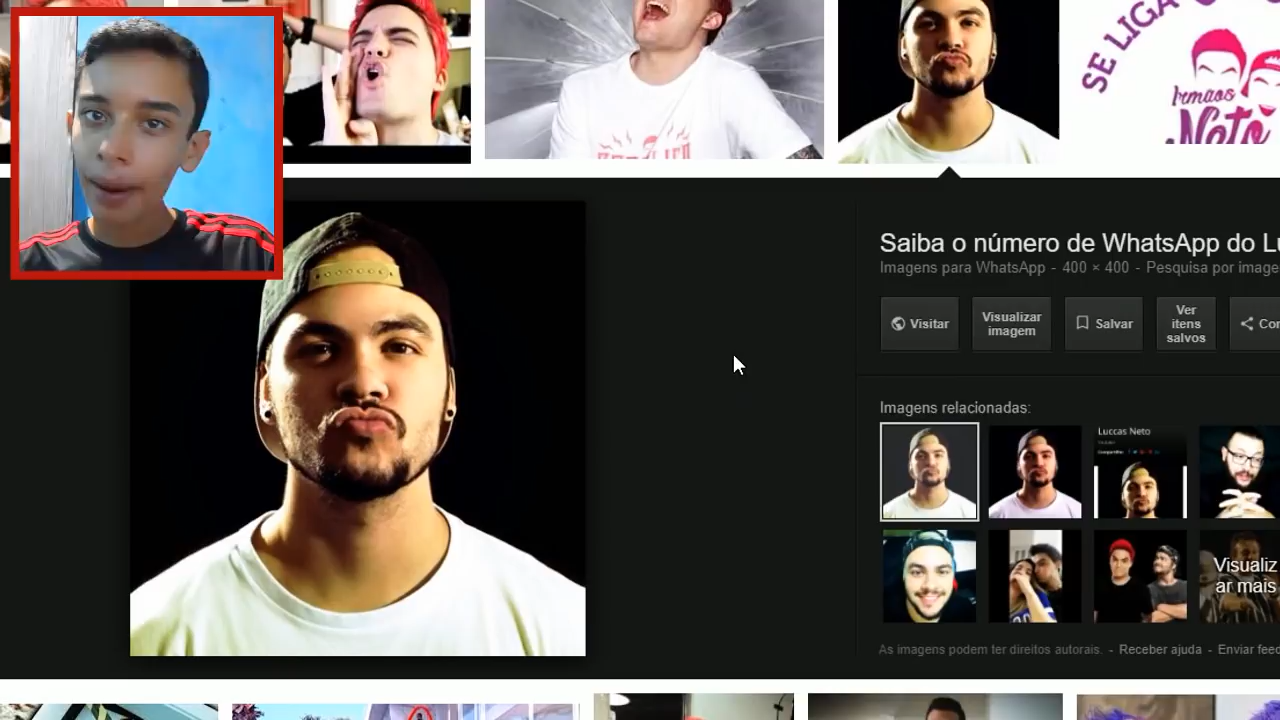 SE LIGA
Irmãos
Neto
Saiba o número de WhatsApp do Lu
Imagens para WhatsApp - 400 × 400 - Pesquisa por image
Visitar
Visualizar
imagem
Salvar
Ver
itens
salvos
Con
Imagens relacionadas:
Luccas Neto
Visualiz
ar mais
As imagens podem ter direitos autorais. - Receber ajuda - Enviar feed